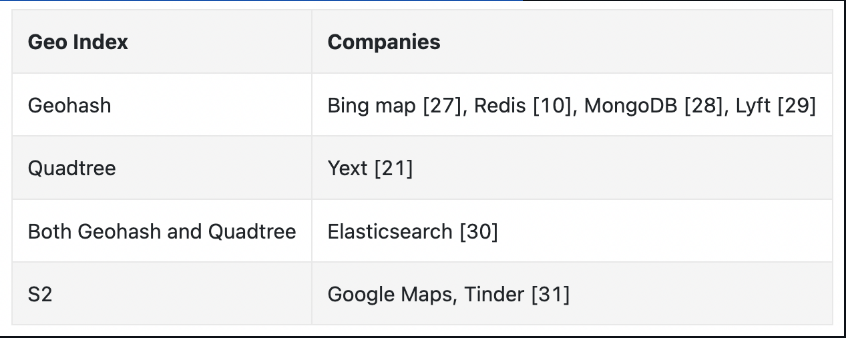 Geo Index Companies
Geohash Bing map [27], Redis [10], MongoDB [28], Lyft [29]
Quadtree Yext [21]
Both Geohash and Quadtree Elasticsearch [30]
S2 Google Maps, Tinder [31]